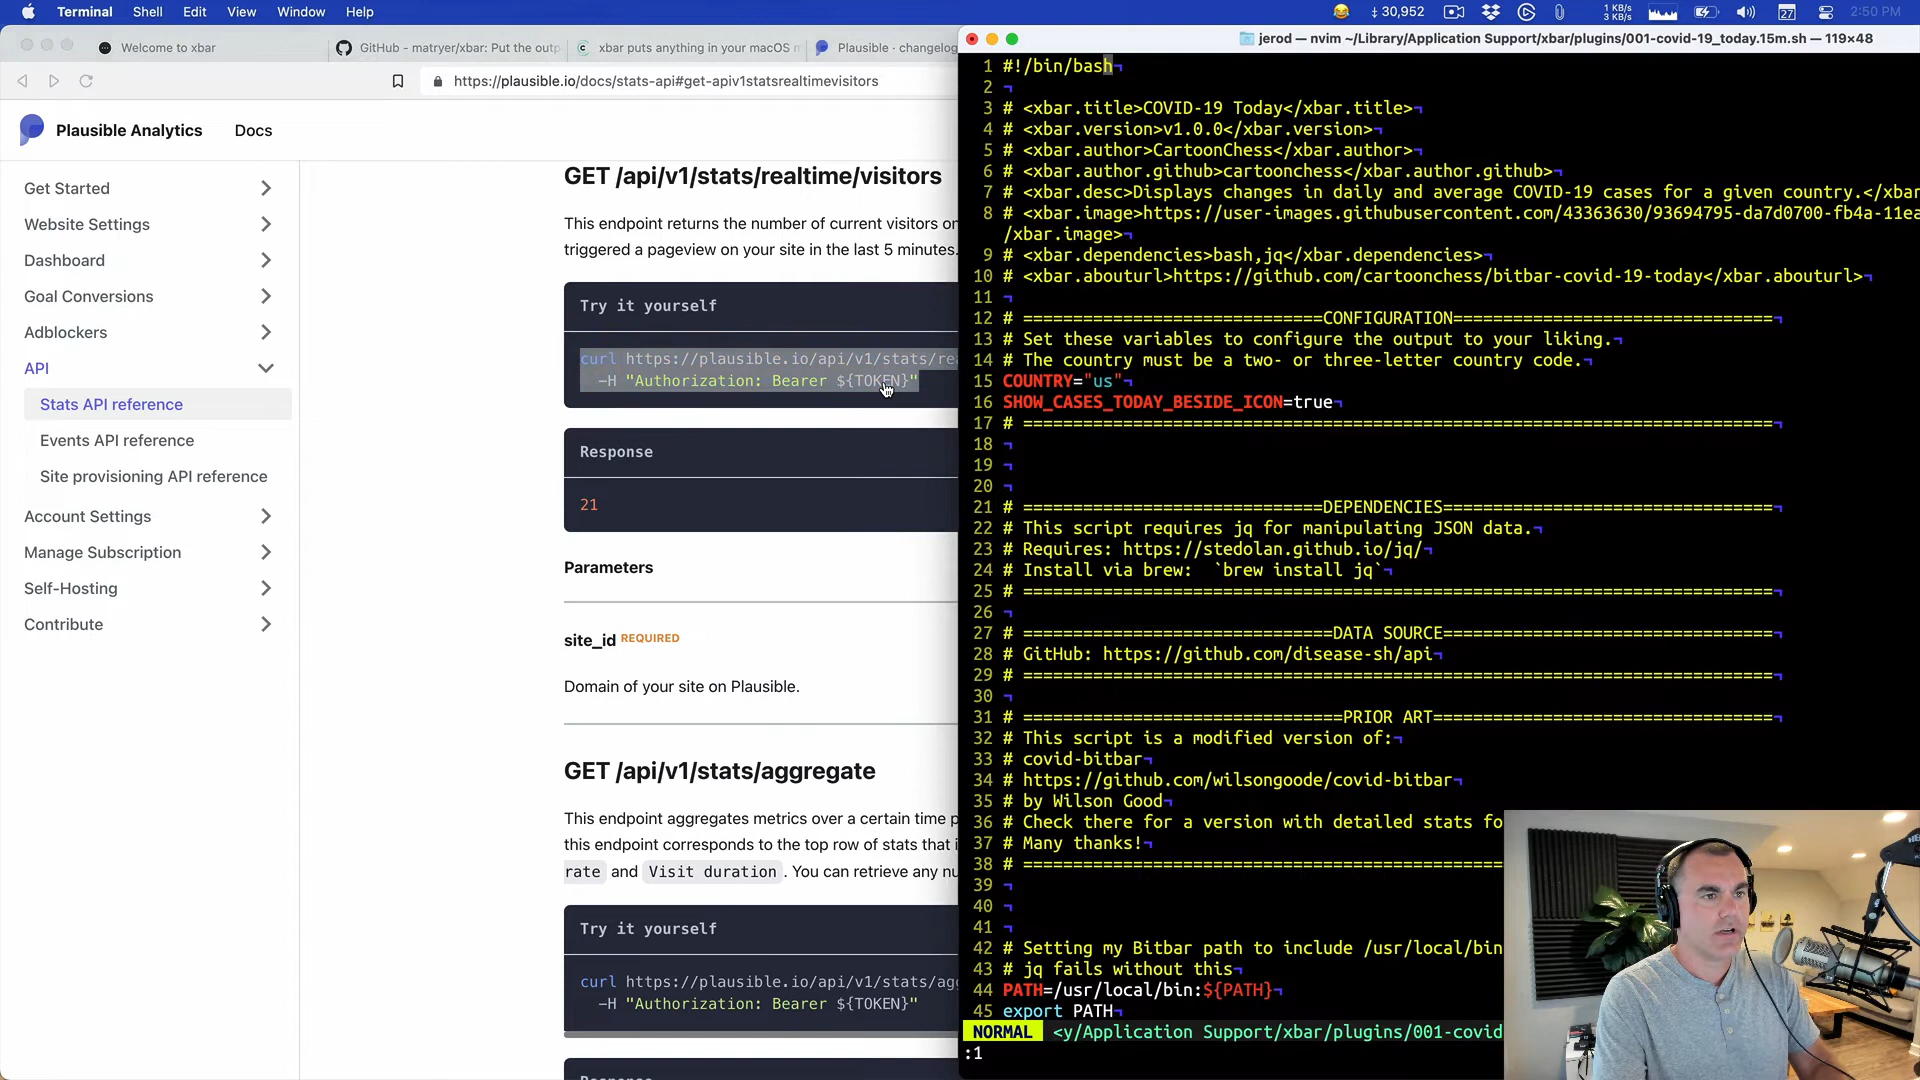 Terminal Shell Edit View Window Help
30,952
1 KB/s
3 KB/s
27
2:50 PM
Welcome to xbar
GitHub - matryer/xbar: Put the outp
xbar puts anything in your macOS m
Plausible · changelog
https://plausible.io/docs/stats-api#get-apiv1statsrealtimevisitors
Plausible Analytics
Docs
Get Started
Website Settings
Dashboard
Goal Conversions
Adblockers
API
Stats API reference
Events API reference
Site provisioning API reference
Account Settings
Manage Subscription
Self-Hosting
Contribute
GET /api/v1/stats/realtime/visitors
This endpoint returns the number of current visitors on
triggered a pageview on your site in the last 5 minutes.
Try it yourself
curl https://plausible.io/api/v1/stats/rea
-H "Authorization: Bearer ${TOKEN}"
Response
21
Parameters
site_id REQUIRED
Domain of your site on Plausible.
GET /api/v1/stats/aggregate
This endpoint aggregates metrics over a certain time p
this endpoint corresponds to the top row of stats that i
rate and Visit duration . You can retrieve any nu
Try it yourself
curl https://plausible.io/api/v1/stats/agg
-H "Authorization: Bearer ${TOKEN}"
Response
jerod — nvim ~/Library/Application Support/xbar/plugins/001-covid-19_today.15m.sh — 119×48
1 #!/bin/bash¬
2 ¬
3 # <xbar.title>COVID-19 Today</xbar.title>¬
4 # <xbar.version>v1.0.0</xbar.version>¬
5 # <xbar.author>CartoonChess</xbar.author>¬
6 # <xbar.author.github>cartoonchess</xbar.author.github>¬
7 # <xbar.desc>Displays changes in daily and average COVID-19 cases for a given country.</xbar
8 # <xbar.image>https://user-images.githubusercontent.com/43363630/93694795-da7d0700-fb4a-11ea
/xbar.image>¬
9 # <xbar.dependencies>bash,jq</xbar.dependencies>¬
10 # <xbar.abouturl>https://github.com/cartoonchess/bitbar-covid-19-today</xbar.abouturl>¬
11 ¬
12 # ==============================CONFIGURATION================================¬
13 # Set these variables to configure the output to your liking.¬
14 # The country must be a two- or three-letter country code.¬
15 COUNTRY="us"¬
16 SHOW_CASES_TODAY_BESIDE_ICON=true¬
17 # ===========================================================================¬
18 ¬
19 ¬
20 ¬
21 # ==============================DEPENDENCIES=================================¬
22 # This script requires jq for manipulating JSON data.¬
23 # Requires: https://stedolan.github.io/jq/¬
24 # Install via brew:  `brew install jq`¬
25 # ===========================================================================¬
26 ¬
27 # ===============================DATA SOURCE=================================¬
28 # GitHub: https://github.com/disease-sh/api¬
29 # ===========================================================================¬
30 ¬
31 # ================================PRIOR ART==================================¬
32 # This script is a modified version of:¬
33 # covid-bitbar¬
34 # https://github.com/wilsongoode/covid-bitbar¬
35 # by Wilson Good¬
36 # Check there for a version with detailed stats fo
37 # Many thanks!¬
38 # ================================================
39 ¬
40 ¬
41 ¬
42 # Setting my Bitbar path to include /usr/local/bin
43 # jq fails without this¬
44 PATH=/usr/local/bin:${PATH}¬
45 export PATH¬
NORMAL <y/Application Support/xbar/plugins/001-covid
:1